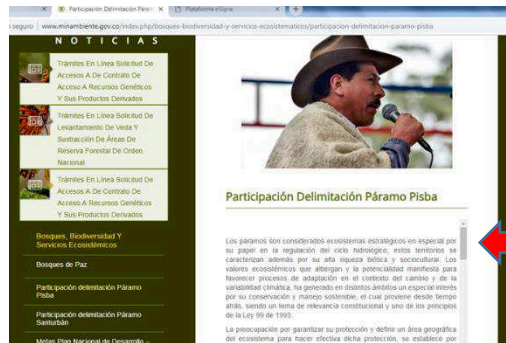 Participación Delimitación Páram
Plataforma eSigna
seguro | www.minambiente.gov.co/index.php/bosques-biodiversidad-y-servicios-ecosistematicos/participacion-delimitacion-paramo-pisba
NOTICIAS
Trámites En Línea Solicitud De
Accesos A De Contrato De
Acceso A Recursos Genéticos
Y Sus Productos Derivados
Trámites En Línea Solicitud De
Levantamiento De Veda Y
Sustracción De Áreas De
Reserva Forestal De Orden
Nacional
Trámites En Línea Solicitud De
Accesos A De Contrato De
Acceso A Recursos Genéticos
Y Sus Productos Derivados
Bosques, Biodiversidad Y
Servicios Ecosistémicos
Bosques de Paz
Participación delimitación Páramo
Pisba
Participación delimitación Páramo
Santurbán
Metas Plan Nacional de Desarrollo –
Participación Delimitación Páramo Pisba
Los páramos son considerados ecosistemas estratégicos en especial por
su papel en la regulación del ciclo hidrológico; estos territorios se
caracterizan además por su alta riqueza biótica y sociocultural. Los
valores ecosistémicos que albergan y la potencialidad manifiesta para
favorecer procesos de adaptación en el contexto del cambio y de la
variabilidad climática, ha generado en distintos ámbitos un especial interés
por su conservación y manejo sostenible, el cual proviene desde tiempo
atrás, siendo un tema de relevancia constitucional y uno de los principios
de la Ley 99 de 1993.
La preocupación por garantizar su protección y definir un área geográfica
del ecosistema para hacer efectiva dicha protección, se establece por